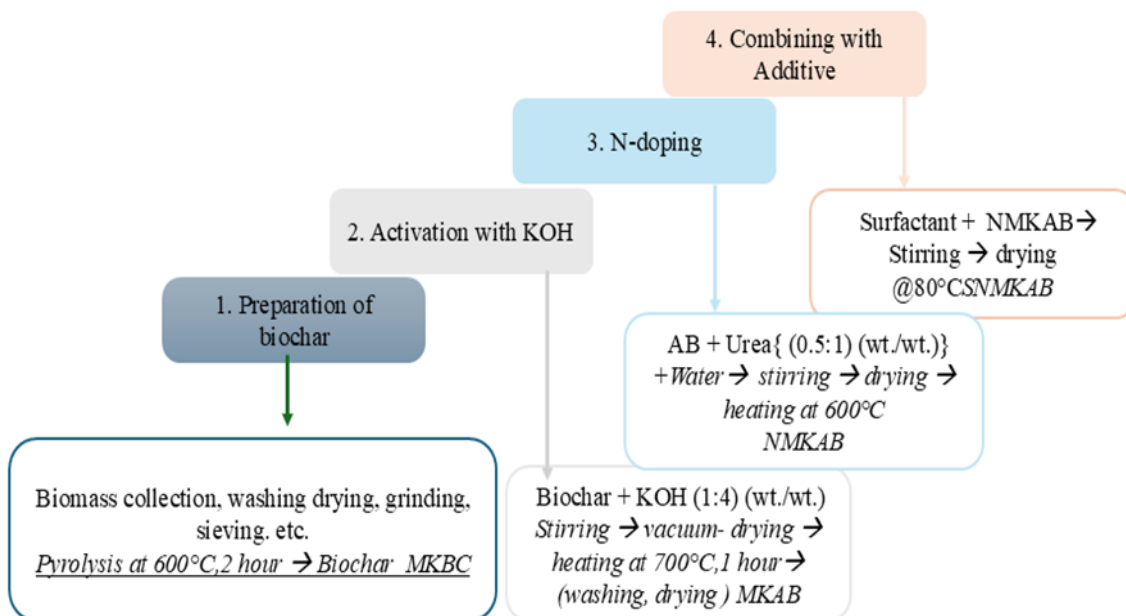 4. Combining with
Additive
3. N-doping
2. Activation with KOH
1. Preparation of
biochar
Surfactant + NMKAB→
Stirring → drying
@80°CSNMKAB
AB + Urea{ (0.5:1) (wt./wt.)}
+Water→ stirring→drying→
heating at 600°C
NMKAB
Biomass collection, washing drying, grinding,
sieving. etc.
Pyrolysis at 600°C,2 hour → Biochar MKBC
Biochar + KOH (1:4) (wt./wt.)
Stirring →vacuum- drying →
heating at 700°C,1 hour→
(washing, drying ) MKAB